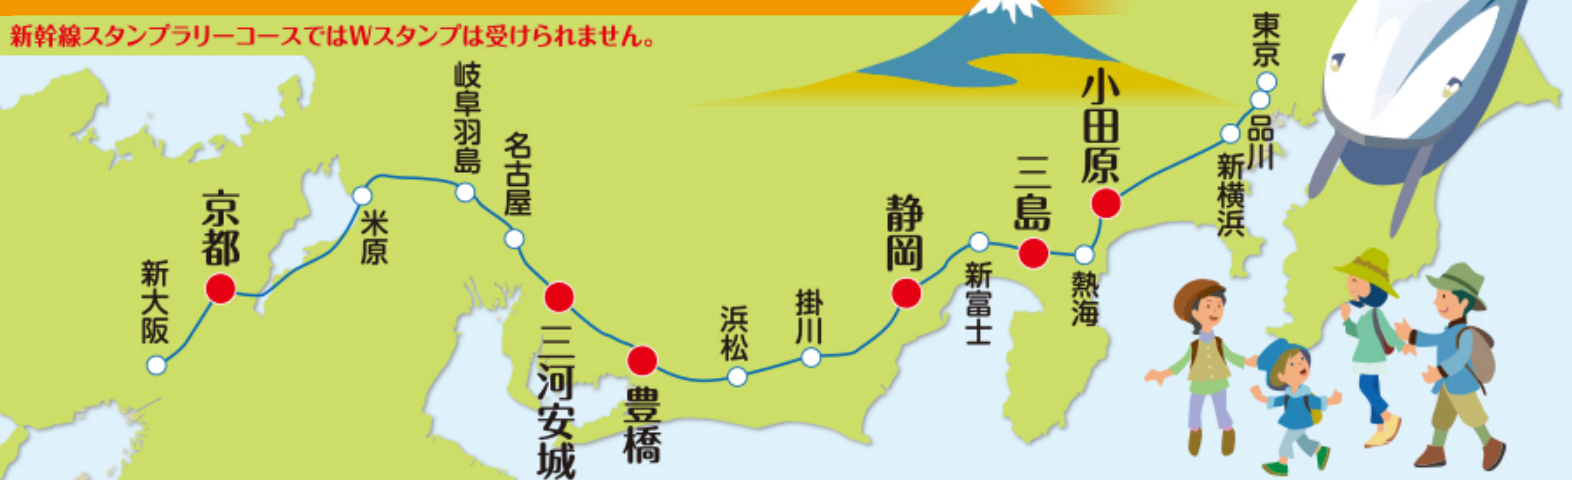 新幹線スタンプラリーコースではWスタンプは受けられません。
新大阪
京都
米原
岐阜羽島
名古屋
三河安城
豊橋
浜松
掛川
静岡
新富士
三島
熱海
小田原
新横浜
品川
東京